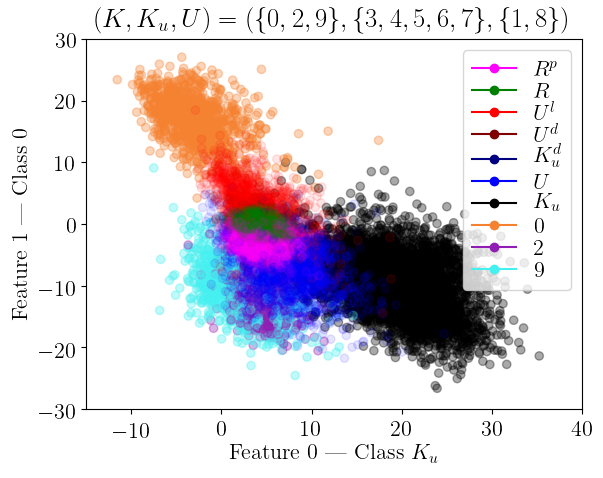 (K, K_u, U) = ({0, 2, 9}, {3, 4, 5, 6, 7}, {1, 8})
30
20
10
0
−10
−20
−30
Feature 1 — Class 0
R^p
R
U^l
U^d
K_u^d
U
K_u
0
2
9
−10 0 10 20 30 40
Feature 0 — Class K_u